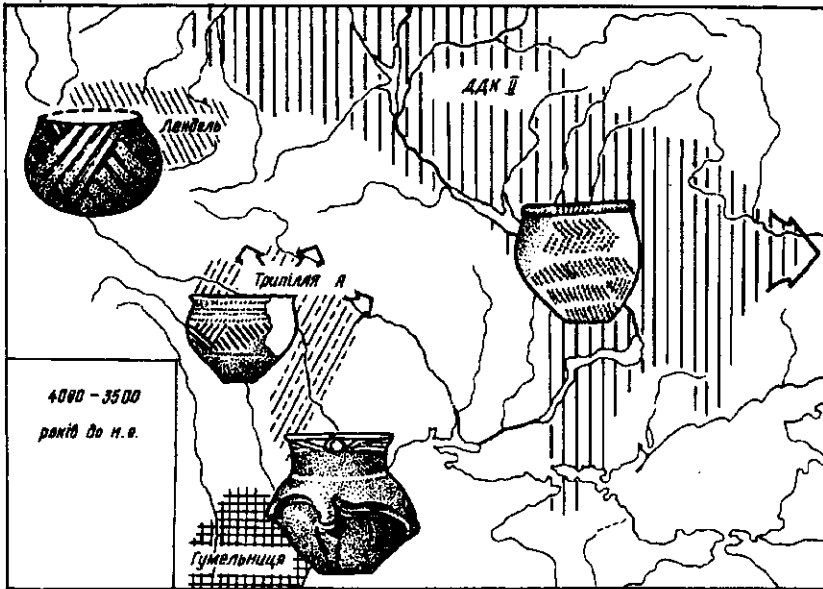 ДДК II
Лендель
Трипілля А
4000 – 3500
років до н.е.
Гумельниця